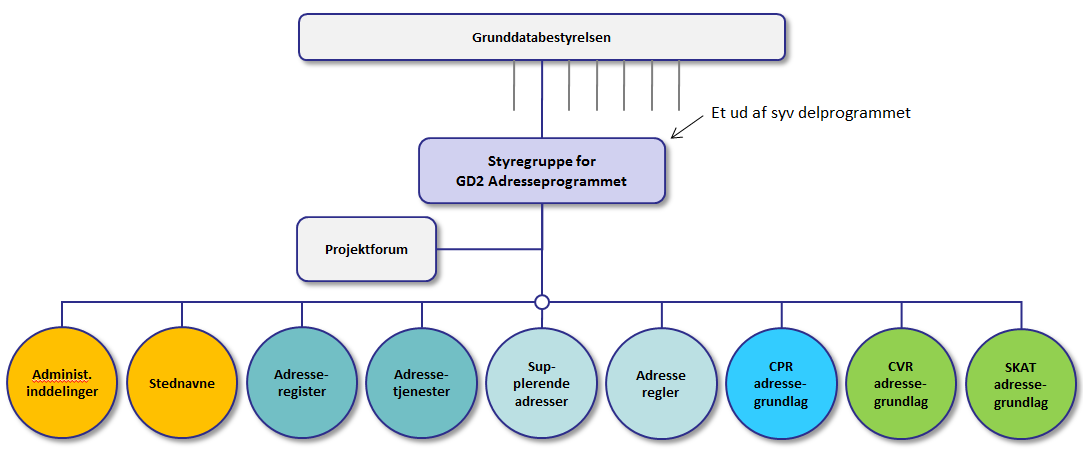 Grunddatabestyrelsen
Et ud af syv delprogrammet
Styregruppe for
GD2 Adresseprogrammet
Projektforum
Administ.
inddelinger
Stednavne
Adresse-
register
Adresse-
tjenester
Sup-
plerende
adresser
Adresse
regler
CPR
adresse-
grundlag
CVR
adresse-
grundlag
SKAT
adresse-
grundlag